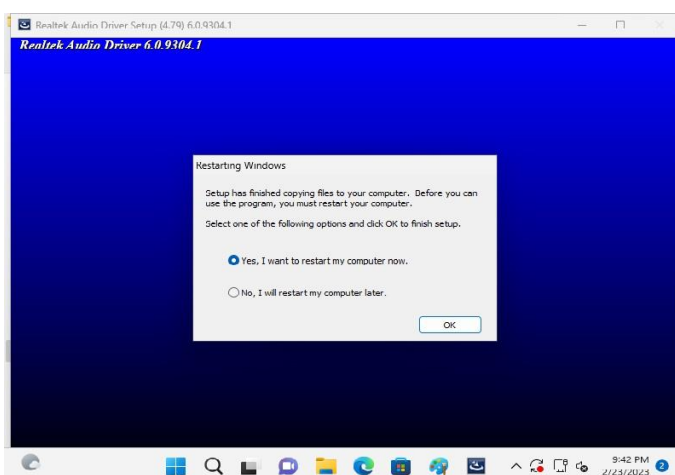 Realtek Audio Driver Setup (4.79) 6.0.9304.1
Realtek Audio Driver 6.0.9304.1
Restarting Windows
Setup has finished copying files to your computer. Before you can
use the program, you must restart your computer.
Select one of the following options and click OK to finish setup.
Yes, I want to restart my computer now.
No, I will restart my computer later.
OK
9:42 PM
2/23/2023
2